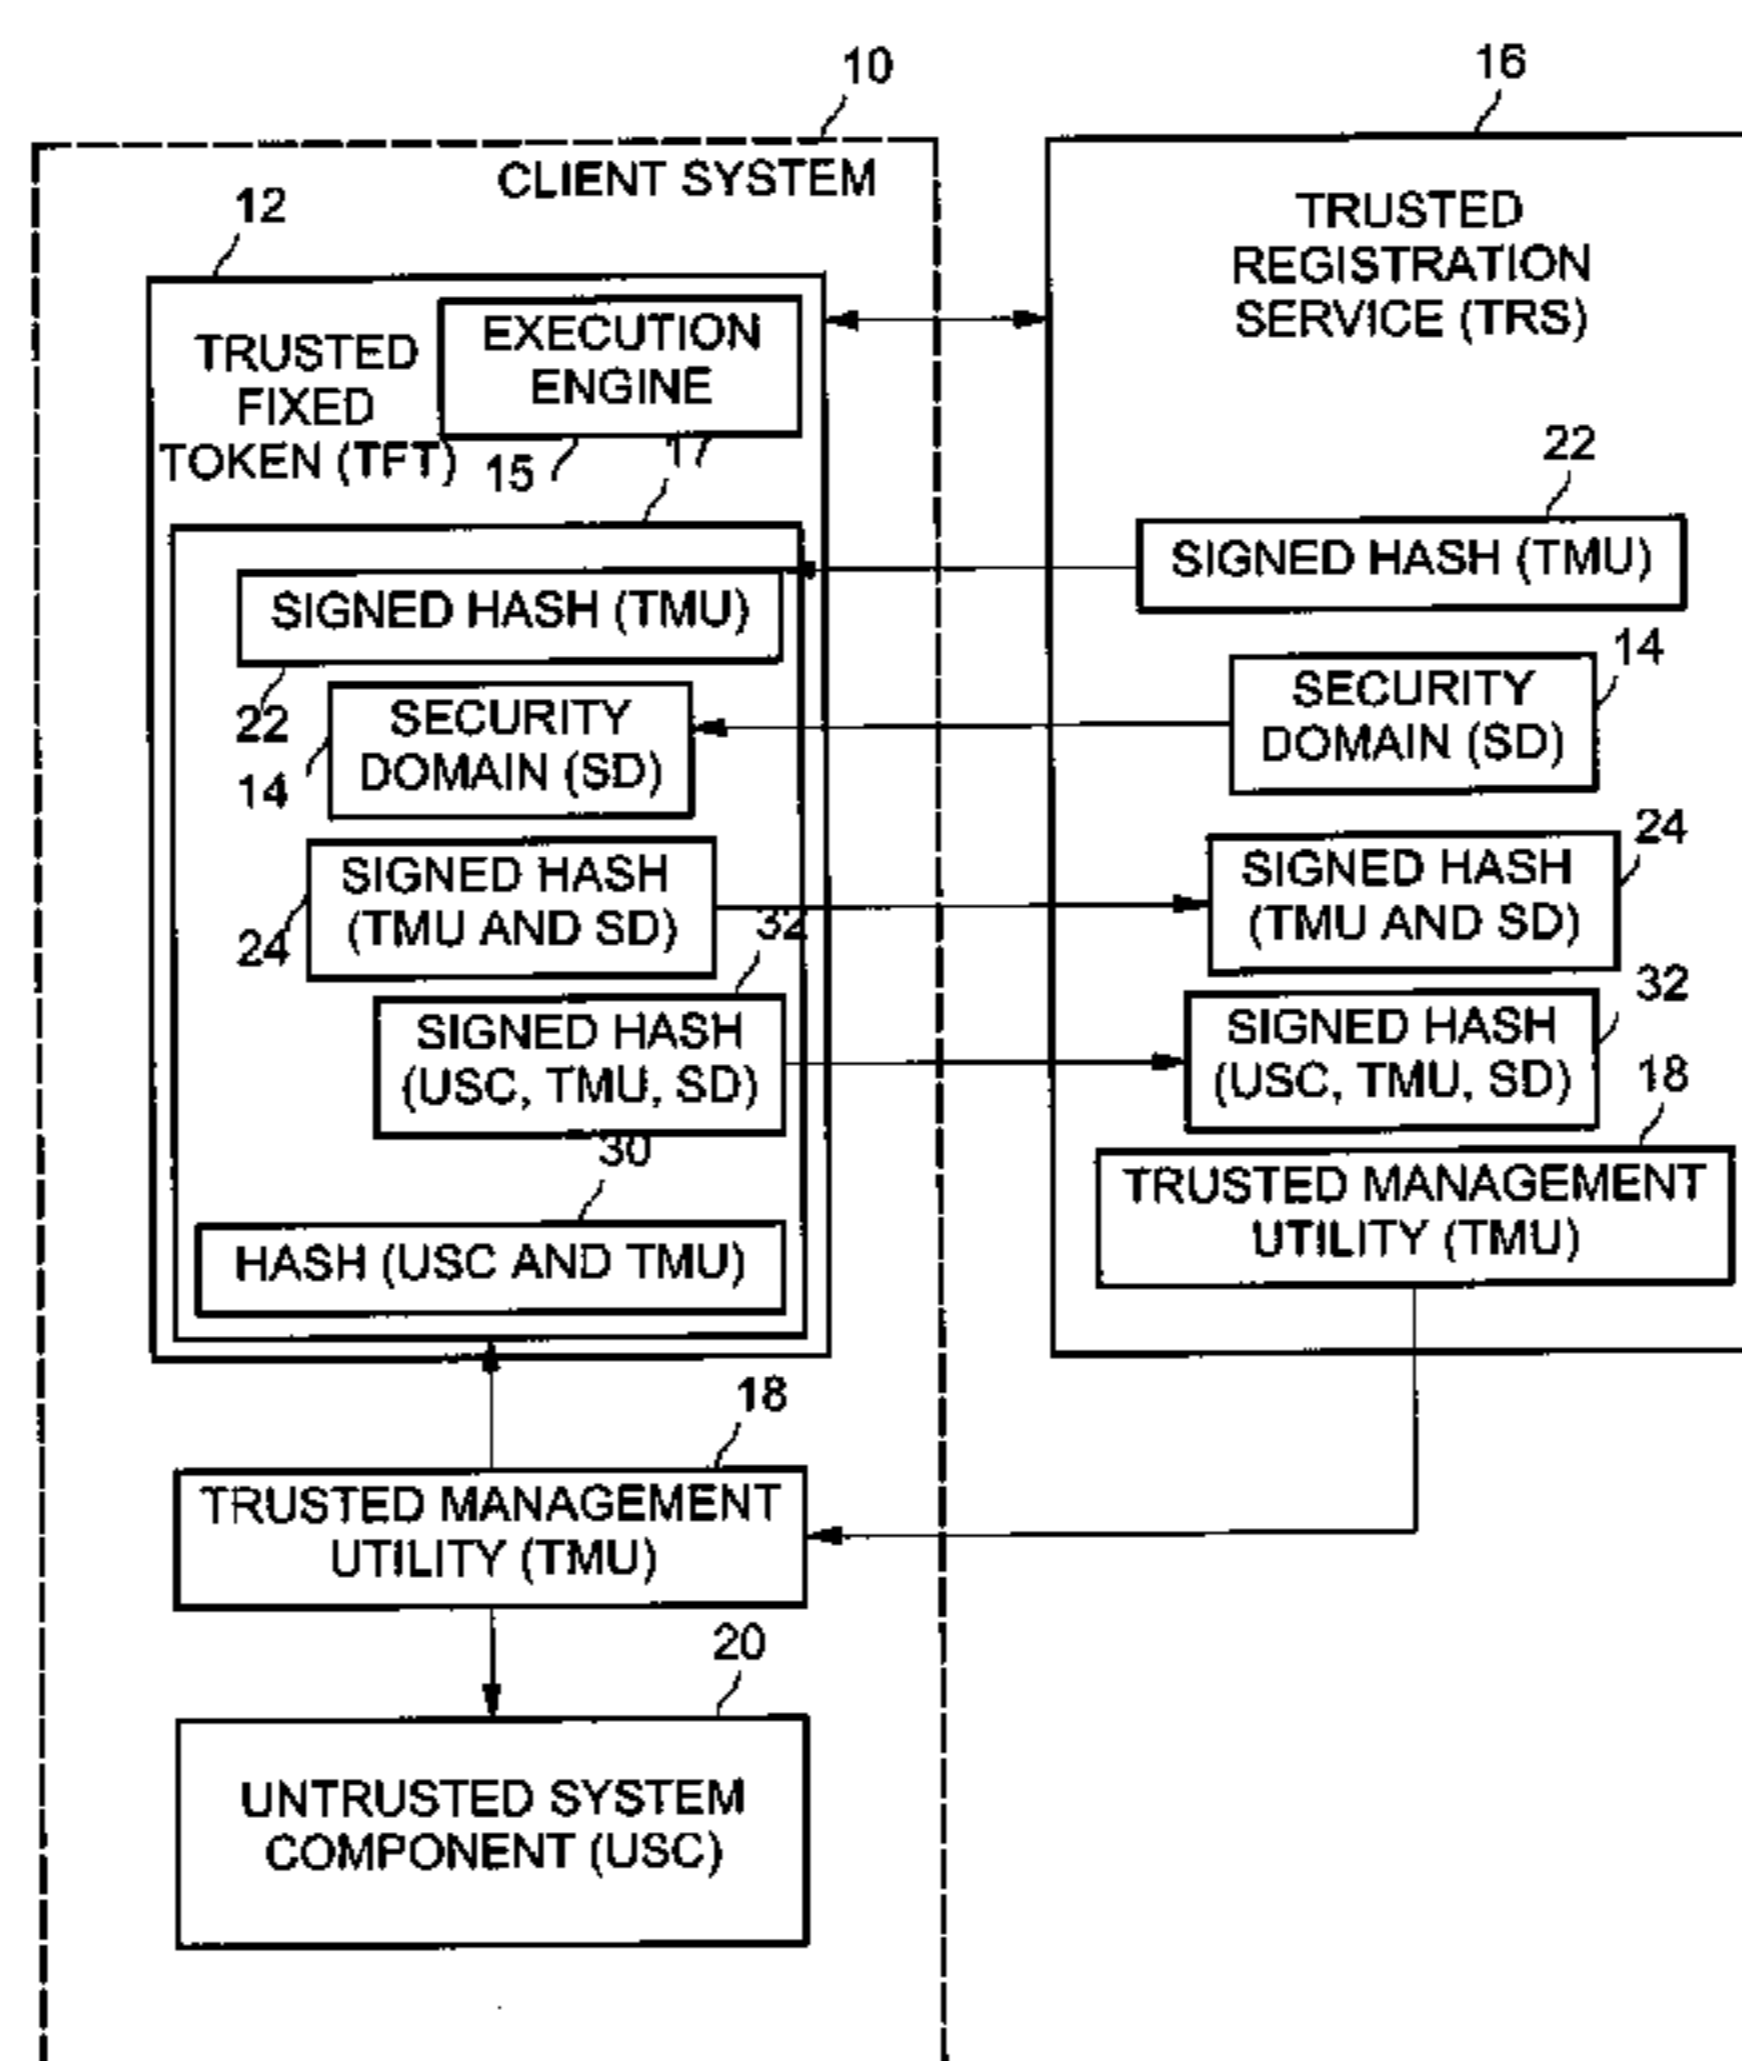 10
16
CLIENT SYSTEM
12
TRUSTED
REGISTRATION
SERVICE (TRS)
EXECUTION
ENGINE
TRUSTED
FIXED
TOKEN (TFT)
15
17
22
SIGNED HASH (TMU)
SIGNED HASH (TMU)
22
14
SECURITY
DOMAIN (SD)
SECURITY
DOMAIN (SD)
14
24
SIGNED HASH
(TMU AND SD)
SIGNED HASH
(TMU AND SD)
24
32
32
SIGNED HASH
(USC, TMU, SD)
SIGNED HASH
(USC, TMU, SD)
18
30
TRUSTED MANAGEMENT
UTILITY (TMU)
HASH (USC AND TMU)
18
TRUSTED MANAGEMENT
UTILITY (TMU)
20
UNTRUSTED SYSTEM
COMPONENT (USC)